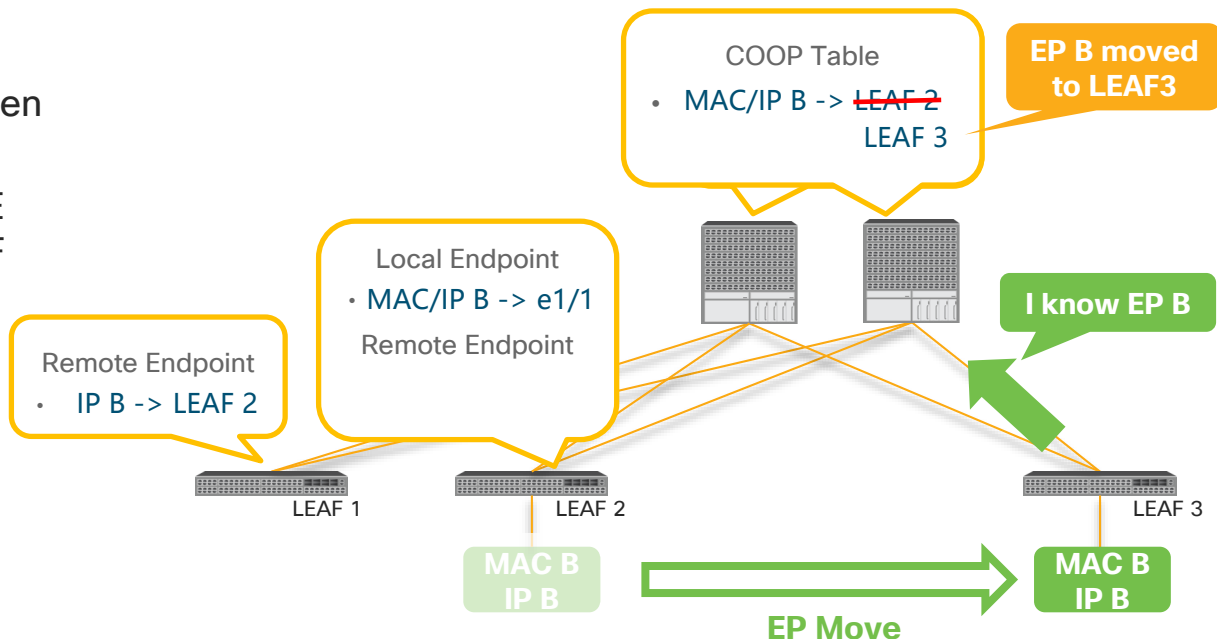 COOP Table
• MAC/IP B -> LEAF 2
LEAF 3
EP B moved
to LEAF3
Local Endpoint
• MAC/IP B -> e1/1
Remote Endpoint
I know EP B
Remote Endpoint
• IP B -> LEAF 2
LEAF 1
LEAF 2
LEAF 3
MAC B
IP B
MAC B
IP B
EP Move